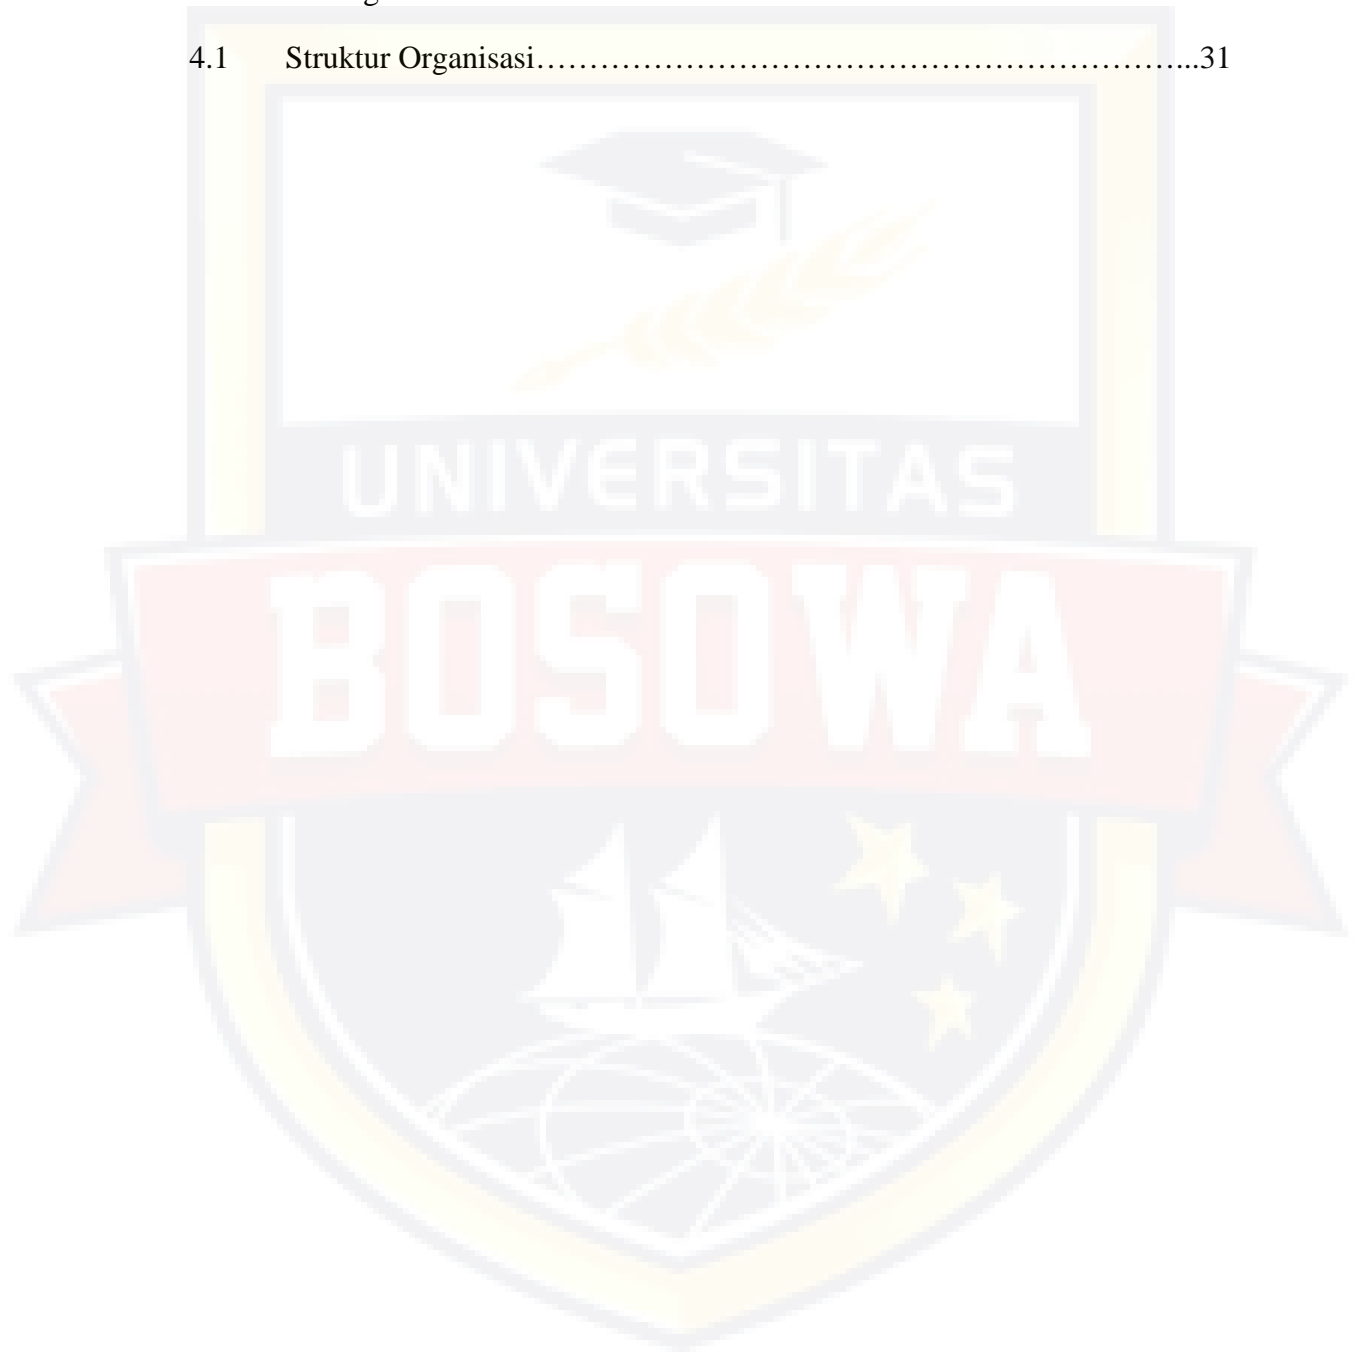 4.1 Struktur Organisasi…………………………………………………………...31
UNIVERSITAS
BOSOWA